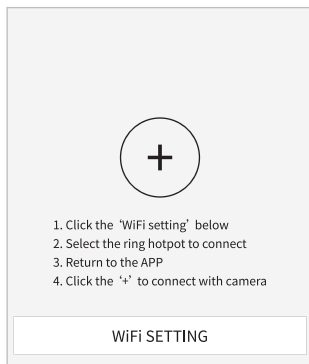 +
1. Click the ‘WiFi setting’ below
2. Select the ring hotpot to connect
3. Return to the APP
4. Click the ‘+’ to connect with camera
WiFi SETTING